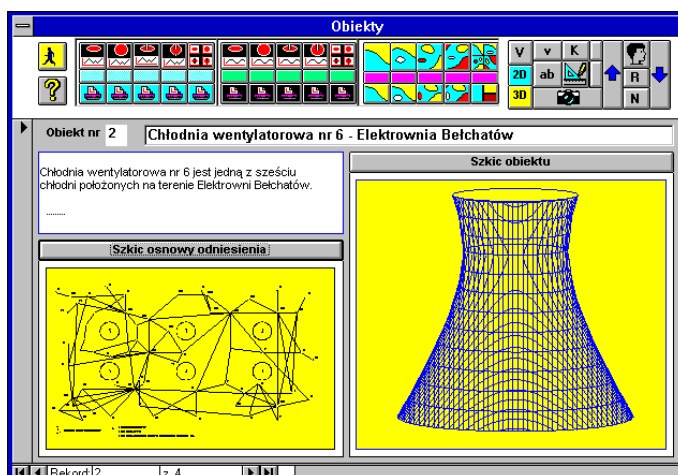 Obiekty
V v K
2D ab R
3D N
Obiekt nr 2 Chłodnia wentylatorowa nr 6 - Elektrownia Bełchatów
Chłodnia wentylatorowa nr 6 jest jedną z sześciu
chłodni położonych na terenie Elektrowni Bełchatów.
.........
Szkic obiektu
Szkic osnowy odniesienia
Rekord: 2 z 4